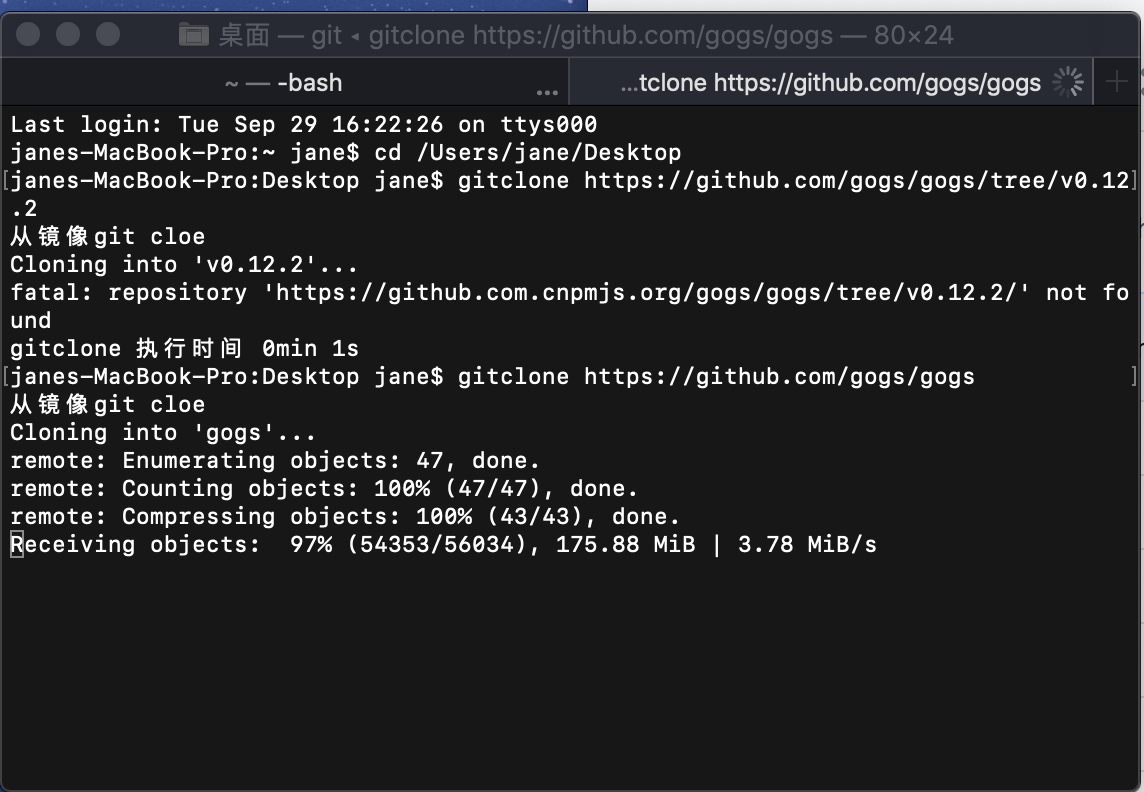 桌面 — git ◂ gitclone https://github.com/gogs/gogs — 80×24
~ — -bash ...
...tclone https://github.com/gogs/gogs +
Last login: Tue Sep 29 16:22:26 on ttys000
janes-MacBook-Pro:~ jane$ cd /Users/jane/Desktop
[janes-MacBook-Pro:Desktop jane$ gitclone https://github.com/gogs/gogs/tree/v0.12]
.2
从镜像git cloe
Cloning into 'v0.12.2'...
fatal: repository 'https://github.com.cnpmjs.org/gogs/gogs/tree/v0.12.2/' not fo
und
gitclone 执行时间 0min 1s
[janes-MacBook-Pro:Desktop jane$ gitclone https://github.com/gogs/gogs ]
从镜像git cloe
Cloning into 'gogs'...
remote: Enumerating objects: 47, done.
remote: Counting objects: 100% (47/47), done.
remote: Compressing objects: 100% (43/43), done.
Receiving objects:  97% (54353/56034), 175.88 MiB | 3.78 MiB/s